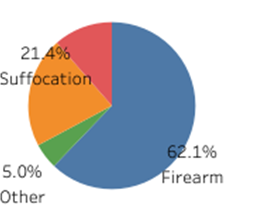 21.4%
Suffocation
62.1%
Firearm
5.0%
Other